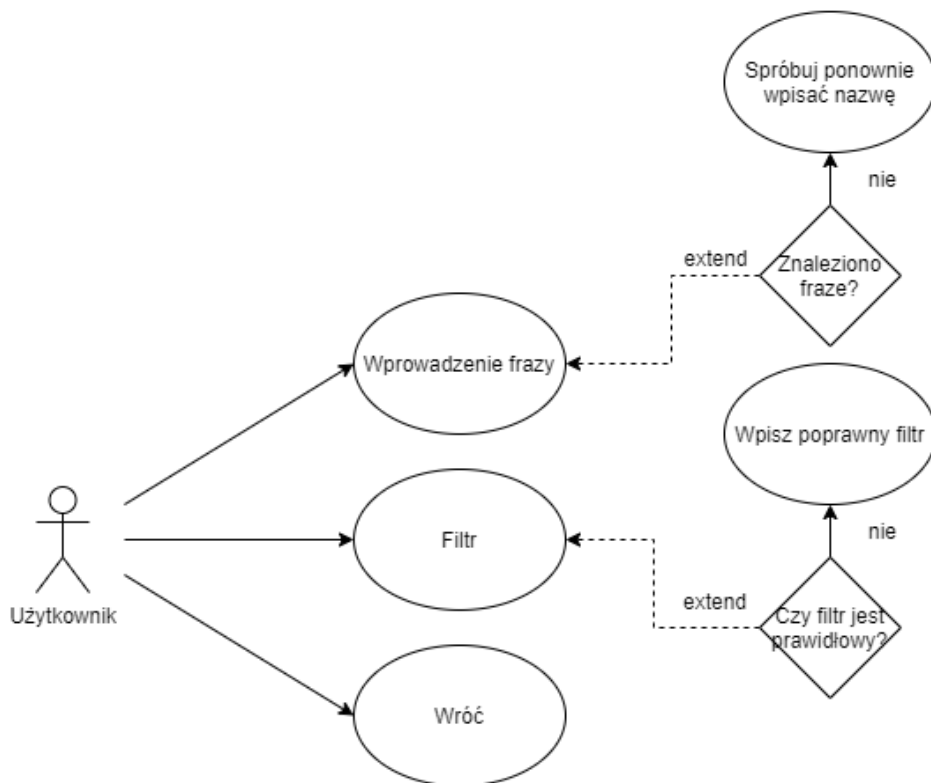 Spróbuj ponownie
wpisać nazwę
nie
extend
Znaleziono
fraze?
Wprowadzenie frazy
Wpisz poprawny filtr
nie
Filtr
extend
Czy filtr jest
prawidłowy?
Użytkownik
Wróć